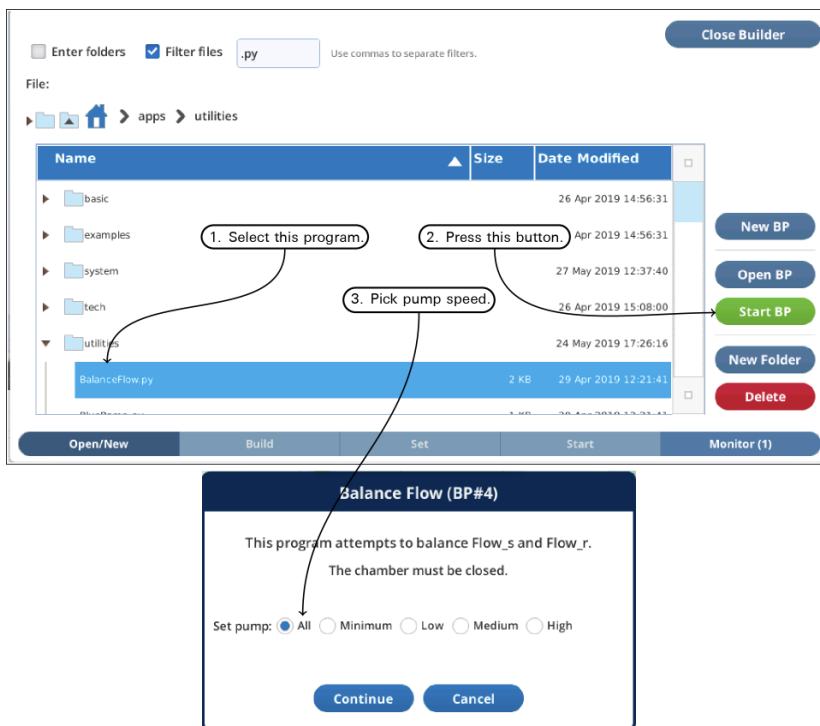 Close Builder
Enter folders Filter files .py Use commas to separate filters.
File:
apps utilities
Name Size Date Modified
basic 26 Apr 2019 14:56:31
New BP
examples 1. Select this program. 2. Press this button. Apr 2019 14:56:31
system 27 May 2019 12:37:40
Open BP
3. Pick pump speed.
tech 26 Apr 2019 15:08:00
Start BP
utilities 24 May 2019 17:26:16
New Folder
BalanceFlow.py 2 KB 29 Apr 2019 12:21:41
Delete
Open/New Build Set Start Monitor (1)
Balance Flow (BP#4)
This program attempts to balance Flow_s and Flow_r.
The chamber must be closed.
Set pump: All Minimum Low Medium High
Continue Cancel